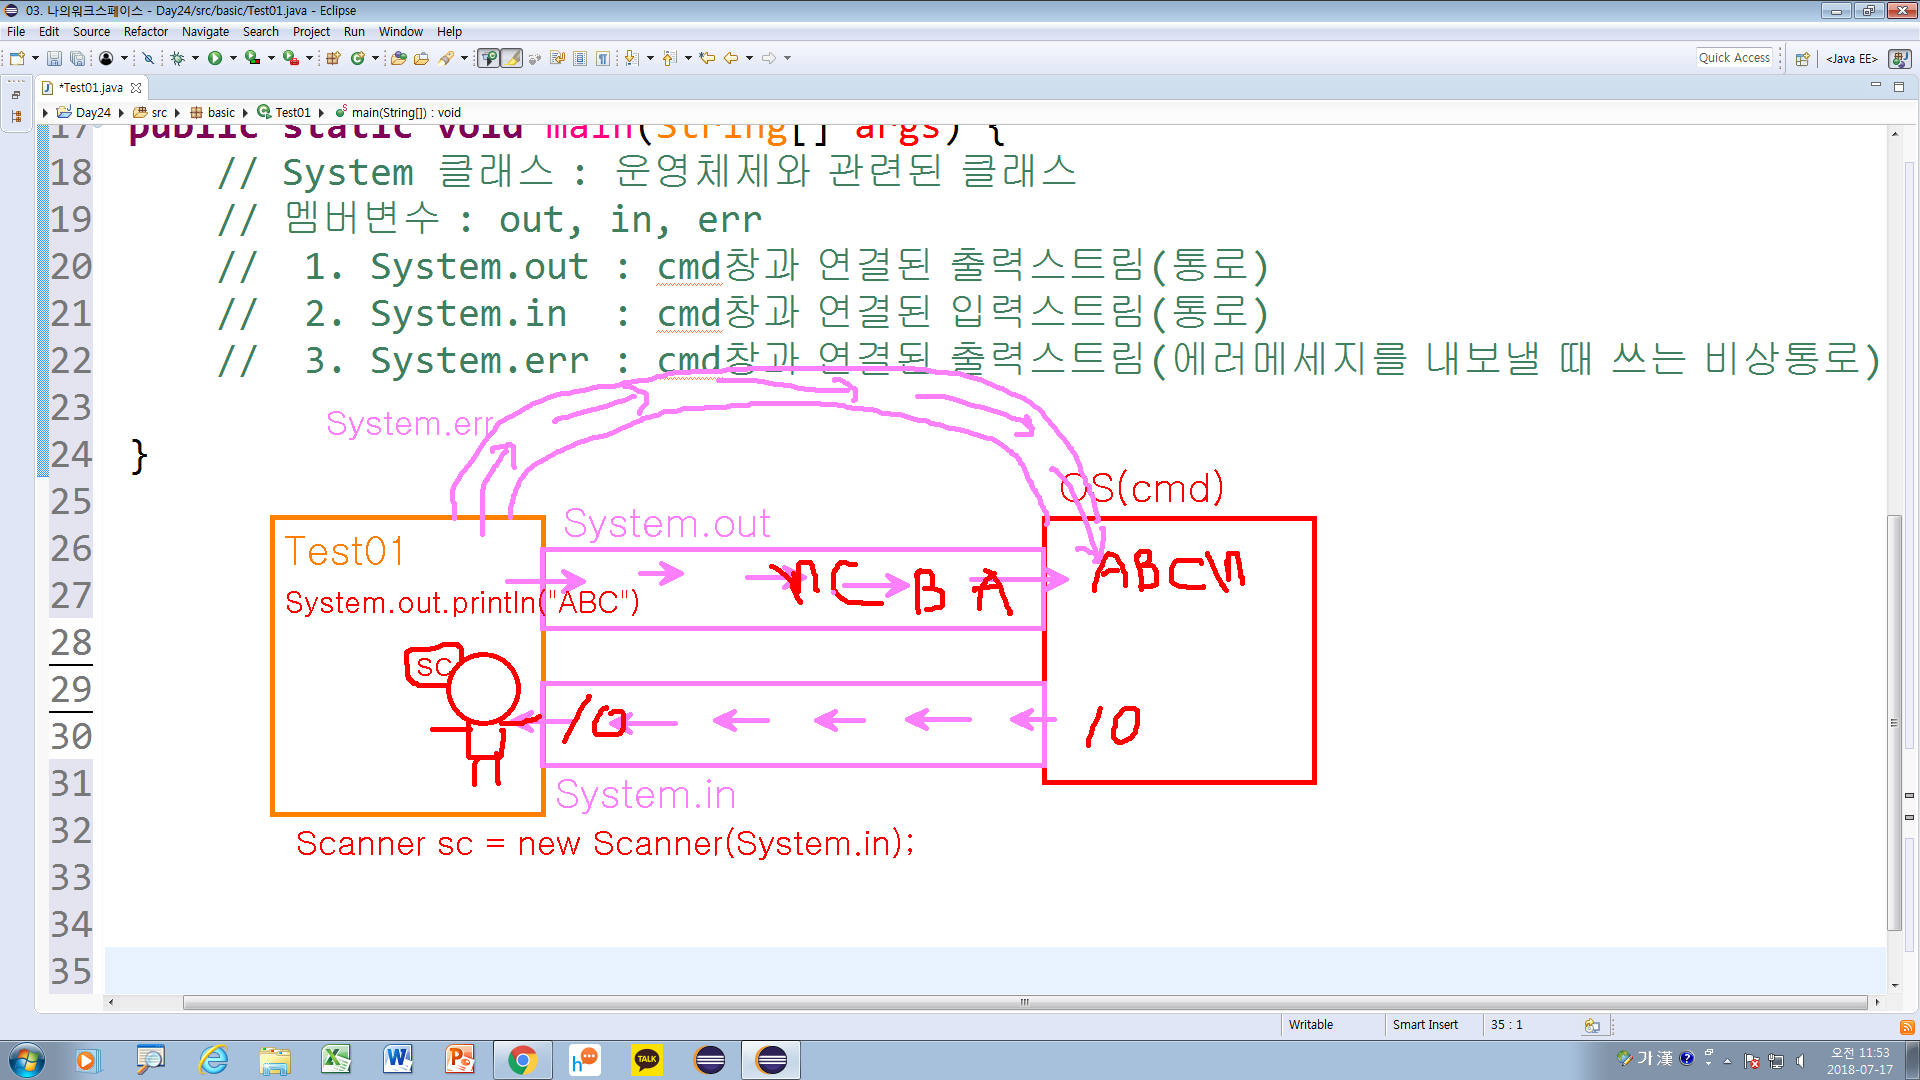 03. 나의워크스페이스 - Day24/src/basic/Test01.java - Eclipse
File Edit Source Refactor Navigate Search Project Run Window Help
Quick Access
<Java EE>
*Test01.java
Day24 src basic Test01 main(String[]) : void
17 public static void main(String[] args) {
18 // System 클래스 : 운영체제와 관련된 클래스
19 // 멤버변수 : out, in, err
20 // 1. System.out : cmd창과 연결된 출력스트림(통로)
21 // 2. System.in : cmd창과 연결된 입력스트림(통로)
22 // 3. System.err : cmd창과 연결된 출력스트림(에러메세지를 내보낼 때 쓰는 비상통로)
23
24 }
25
26
27
28
29
30
31
32
33
34
35
System.err
OS(cmd)
System.out
Test01
\n C B A
ABC\n
System.out.println("ABC")
sc
10
10
System.in
Scanner sc = new Scanner(System.in);
Writable Smart Insert 35 : 1
TALK
가 漢
오전 11:53
2018-07-17